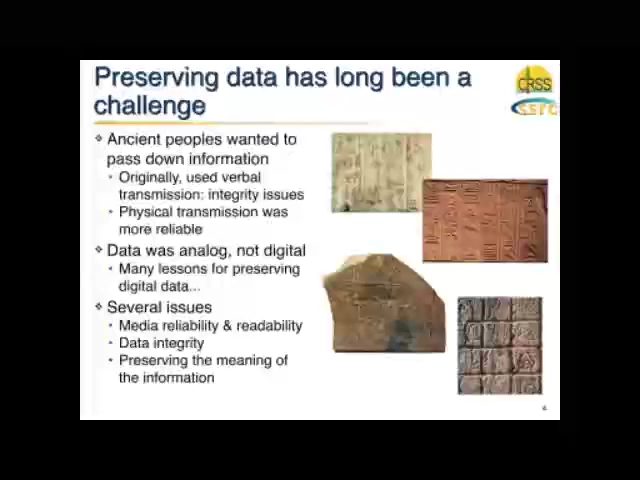 Preserving data has long been a
challenge
CRSS
SSRC
Ancient peoples wanted to
pass down information
Originally, used verbal
transmission: integrity issues
Physical transmission was
more reliable
Data was analog, not digital
Many lessons for preserving
digital data...
Several issues
Media reliability & readability
Data integrity
Preserving the meaning of
the information